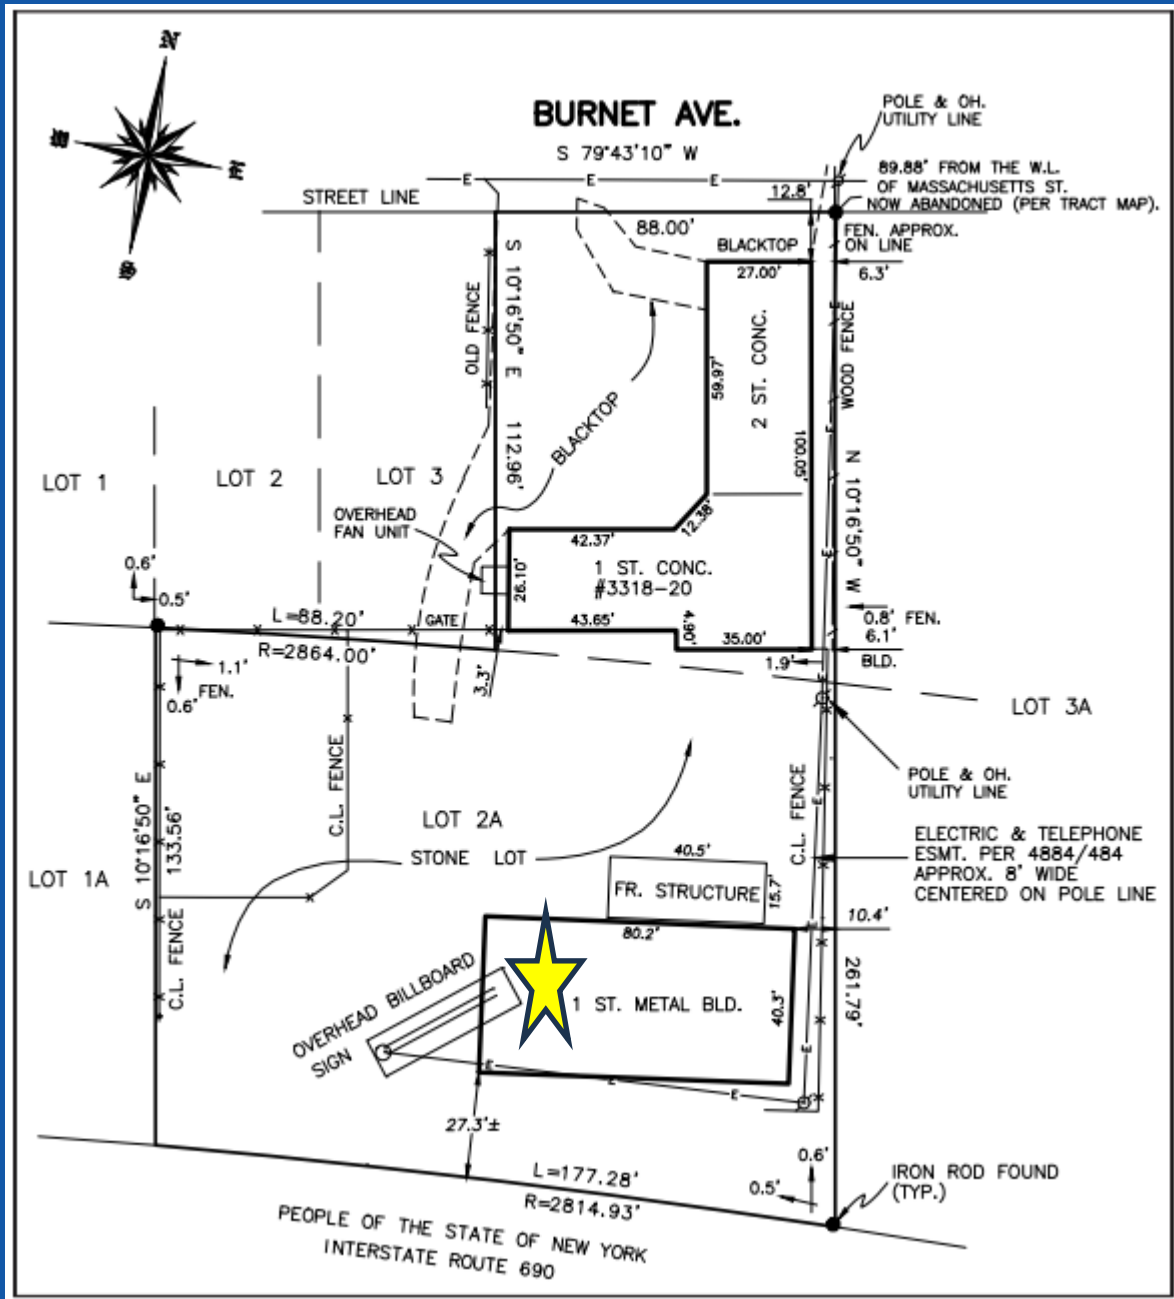 N
W
E
S
BURNET AVE.
S 79°43'10" W
POLE & OH.
UTILITY LINE
89.88' FROM THE W.L.
OF MASSACHUSETTS ST.
NOW ABANDONED (PER TRACT MAP).
STREET LINE
E
E
E
12.8'
88.00'
BLACKTOP
FEN. APPROX.
ON LINE
27.00'
6.3'
S 10°16'50" E 112.96'
OLD FENCE
59.97'
2 ST. CONC.
100.05'
WOOD FENCE
N 10°16'50" W
261.79'
BLACKTOP
LOT 1
LOT 2
LOT 3
OVERHEAD
FAN UNIT
42.37'
12.38'
26.10'
1 ST. CONC.
#3318-20
43.65'
4.90'
35.00'
0.6'
0.5'
L=88.20'
GATE
R=2864.00'
3.3'
0.8' FEN.
6.1'
BLD.
1.9'
1.1'
FEN.
0.6'
LOT 3A
POLE & OH.
UTILITY LINE
S 10°16'50" E
133.56'
C.L. FENCE
C.L. FENCE
LOT 2A
STONE LOT
C.L. FENCE
E
E
E
E
E
ELECTRIC & TELEPHONE
ESMT. PER 4884/484
APPROX. 8' WIDE
CENTERED ON POLE LINE
LOT 1A
40.5'
FR. STRUCTURE
15.7'
10.4'
80.2'
1 ST. METAL BLD.
40.3'
OVERHEAD BILLBOARD
SIGN
E
E
E
E
27.3'±
L=177.28'
R=2814.93'
0.6'
0.5'
IRON ROD FOUND
(TYP.)
PEOPLE OF THE STATE OF NEW YORK
INTERSTATE ROUTE 690